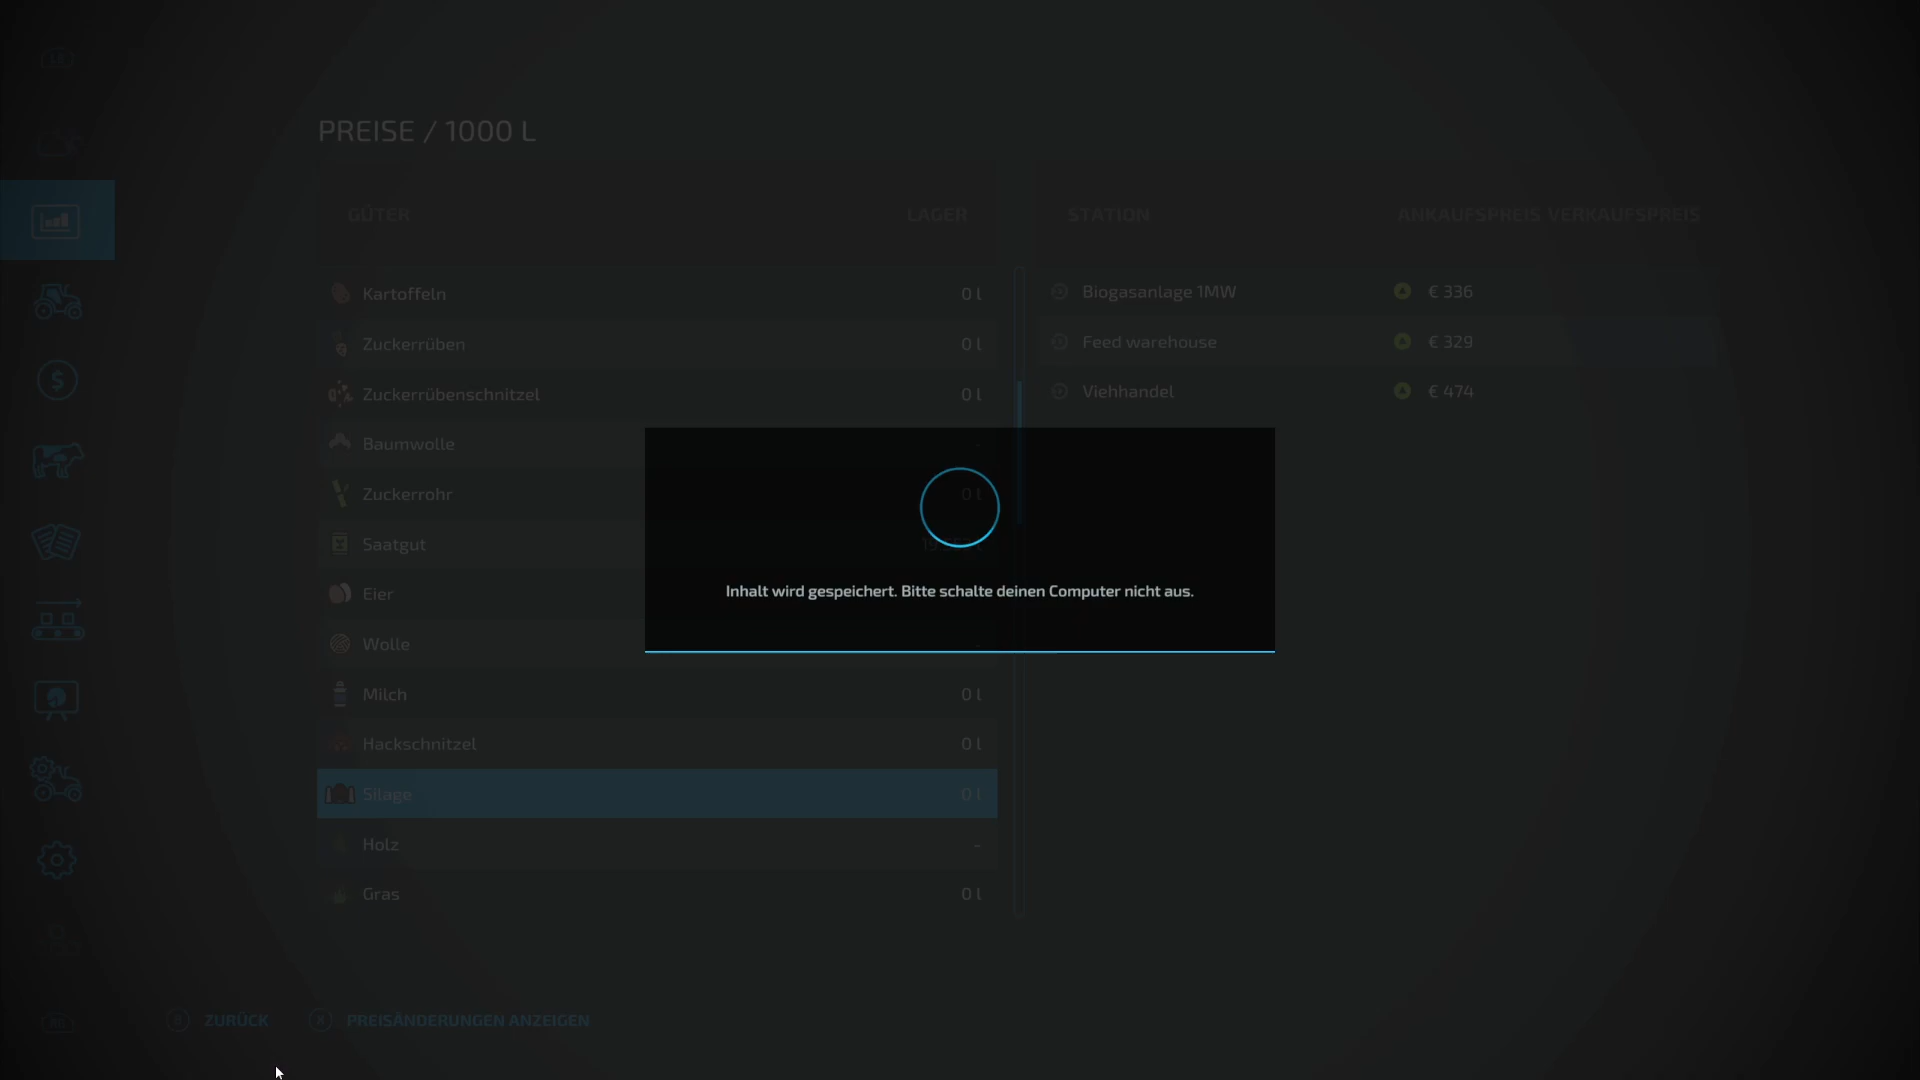 PREISE / 1000 L
GÜTER LAGER
STATION ANKAUFSPREIS VERKAUFSPREIS
Kartoffeln 0 l
Zuckerrüben 0 l
Zuckerrübenschnitzel 0 l
Baumwolle -
Zuckerrohr 0 l
Saatgut
Eier
Wolle -
Milch 0 l
Hackschnitzel 0 l
Silage 0 l
Holz -
Gras 0 l
Biogasanlage 1MW € 336
Feed warehouse € 329
Viehhandel € 474
Inhalt wird gespeichert. Bitte schalte deinen Computer nicht aus.
ZURÜCK
PREISÄNDERUNGEN ANZEIGEN